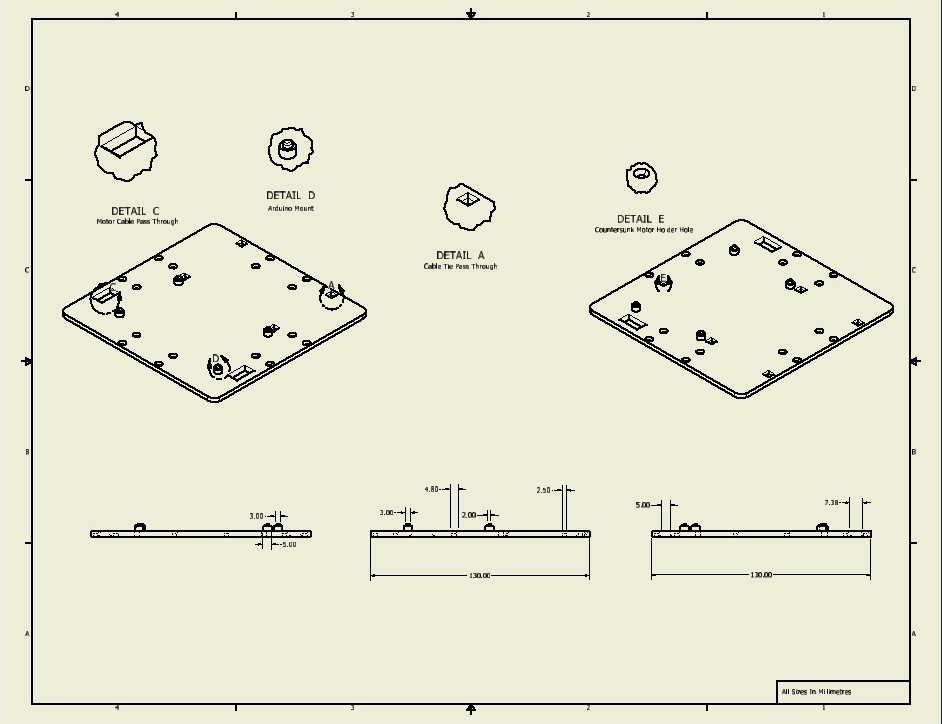 4 3 2 1
D D
DETAIL C
Motor Cable Pass Through
DETAIL D
Arduino Mount
DETAIL A
Cable Tie Pass Through
DETAIL E
Countersunk Motor Holder Hole
C C
C
A
D
E
B B
3.00
5.00
4.80
2.50
3.00
2.00
130.00
5.00
7.38
130.00
A A
All Sizes In Millimetres
4 3 2 1